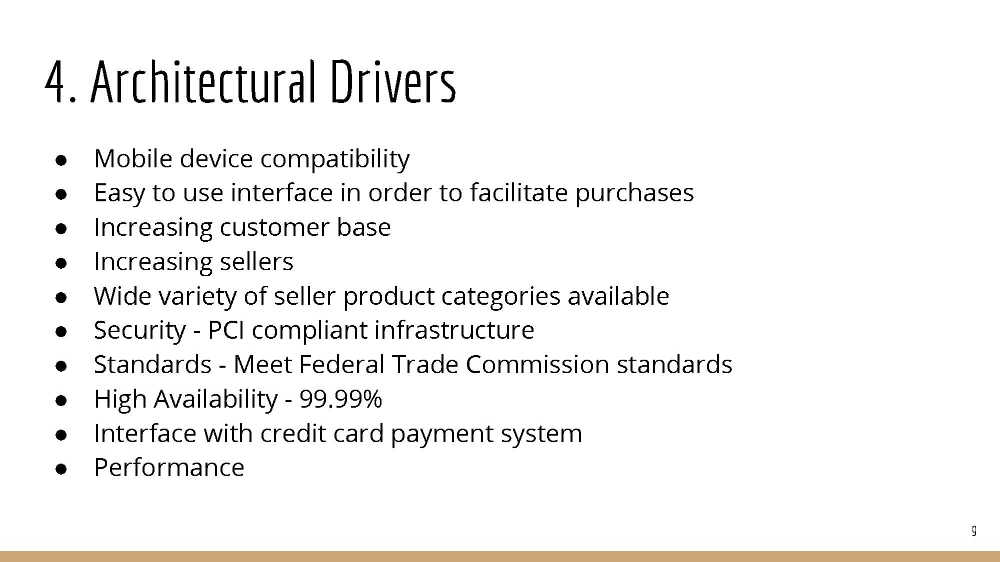 4. Architectural Drivers
● Mobile device compatibility
● Easy to use interface in order to facilitate purchases
● Increasing customer base
● Increasing sellers
● Wide variety of seller product categories available
● Security - PCI compliant infrastructure
● Standards - Meet Federal Trade Commission standards
● High Availability - 99.99%
● Interface with credit card payment system
● Performance
9